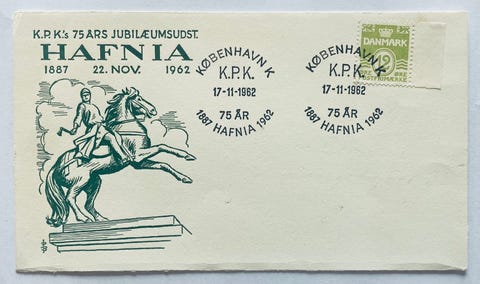 K.P.K.'s 75 ÅRS JUBILÆUMSUDST.
HAFNIA
1887 22. NOV. 1962
KØBENHAVN K
K.P.K.
17-11-1962
75 ÅR
1887 HAFNIA 1962
KØBENHAVN K
K.P.K.
17-11-1962
75 ÅR
1887 HAFNIA 1962
DANMARK
12
ØRE
POSTFRIMÆRKE